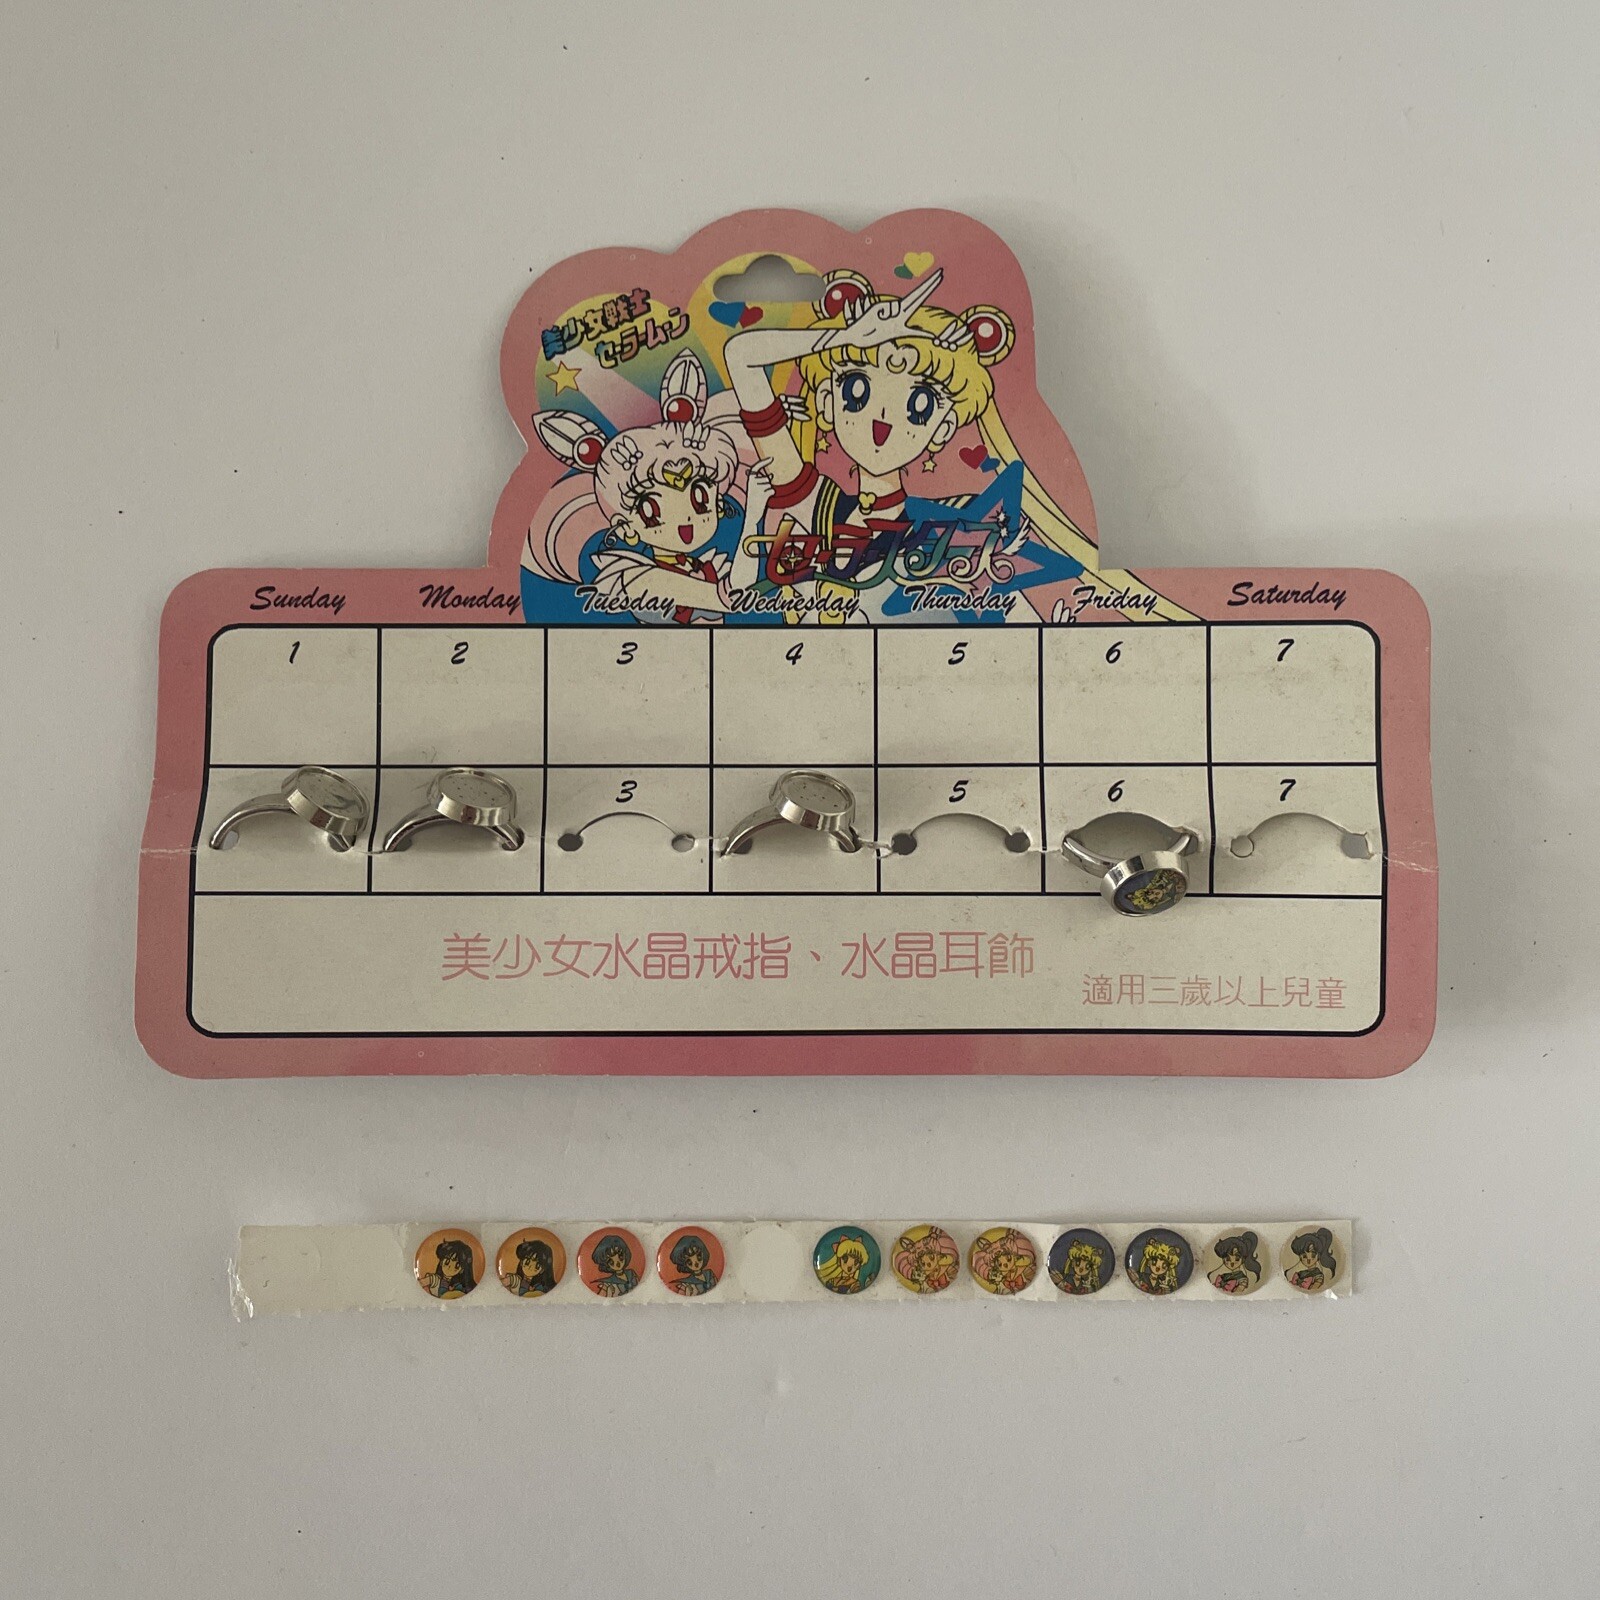 美少女戦士
セーラームーン
セーラースターズ
Sunday Monday Tuesday Wednesday Thursday Friday Saturday
1 2 3 4 5 6 7
3 5 6 7
美少女水晶戒指、水晶耳飾
適用三歲以上兒童